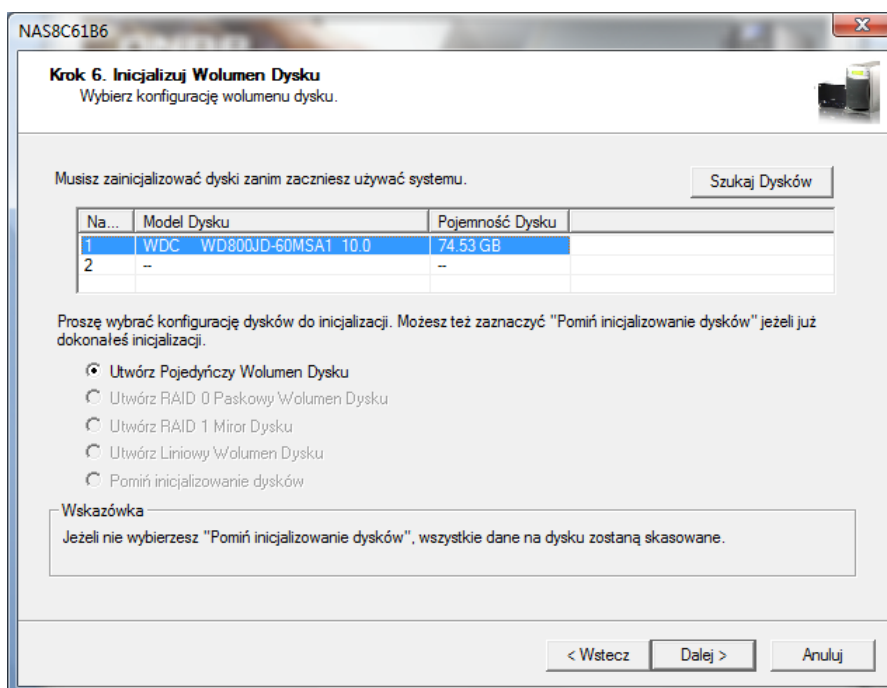 NAS8C61B6
Krok 6. Inicjalizuj Wolumen Dysku
Wybierz konfigurację wolumenu dysku.
Musisz zainicjalizować dyski zanim zaczniesz używać systemu.
Szukaj Dysków
Na... Model Dysku Pojemność Dysku
1 WDC WD800JD-60MSA1 10.0 74.53 GB
2 -- --
Proszę wybrać konfigurację dysków do inicjalizacji. Możesz też zaznaczyć "Pomiń inicjalizowanie dysków" jeżeli już
dokonałeś inicjalizacji.
Utwórz Pojedyńczy Wolumen Dysku
Utwórz RAID 0 Paskowy Wolumen Dysku
Utwórz RAID 1 Miror Dysku
Utwórz Liniowy Wolumen Dysku
Pomiń inicjalizowanie dysków
Wskazówka
Jeżeli nie wybierzesz "Pomiń inicjalizowanie dysków", wszystkie dane na dysku zostaną skasowane.
< Wstecz
Dalej >
Anuluj